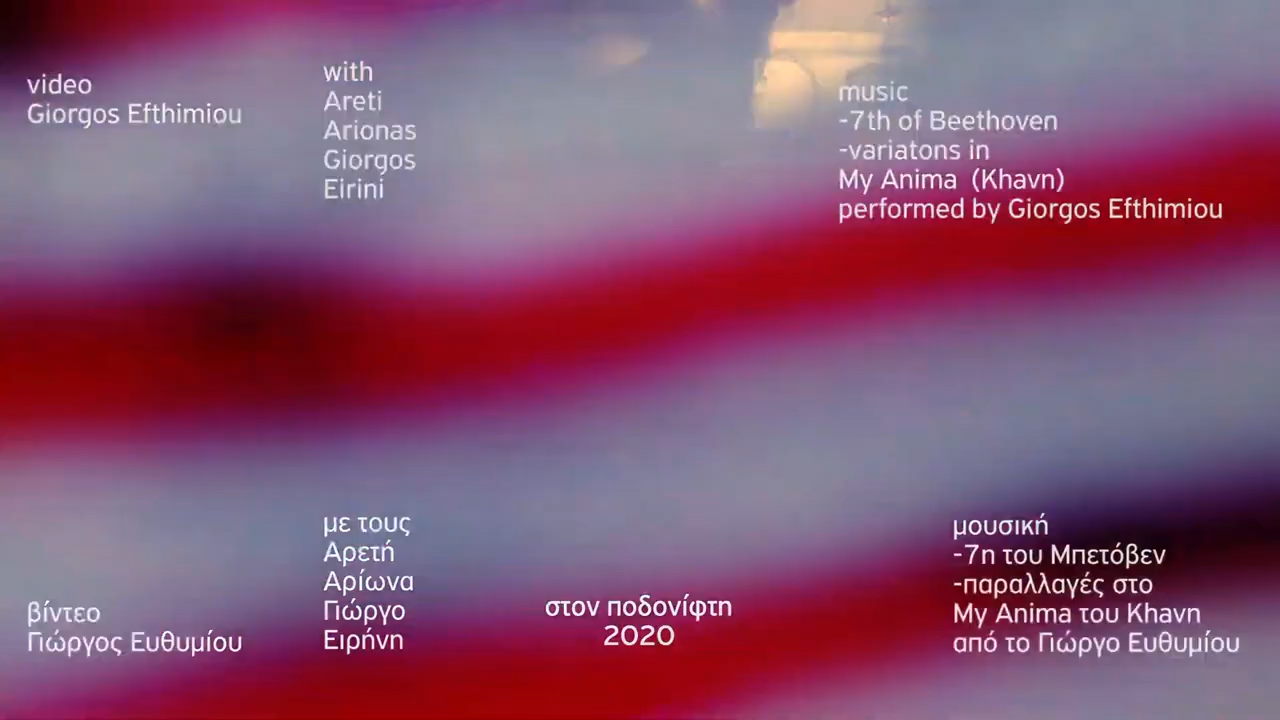 video
Giorgos Efthimiou
with
Areti
Arionas
Giorgos
Eirini
music
-7th of Beethoven
-variatons in
My Anima (Khavn)
performed by Giorgos Efthimiou
βίντεο
Γιώργος Ευθυμίου
με τους
Αρετή
Αρίωνα
Γιώργο
Ειρήνη
στον ποδονίφτη
2020
μουσική
-7η του Μπετόβεν
-παραλλαγές στο
My Anima του Khavn
από το Γιώργο Ευθυμίου